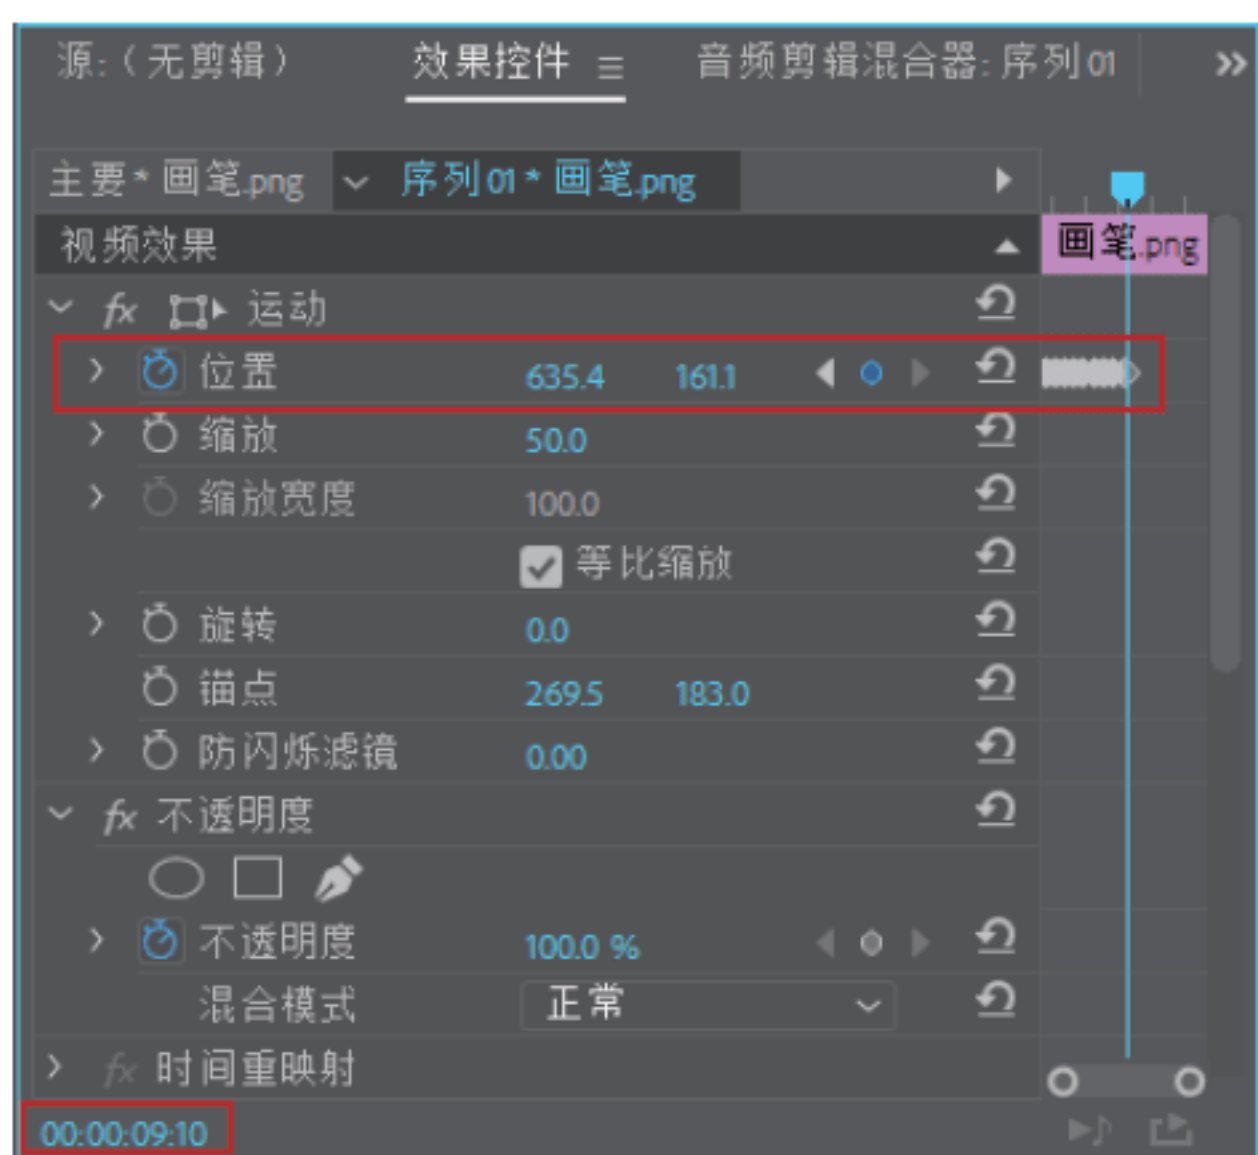 源:（无剪辑） 效果控件 音频剪辑混合器: 序列 01
主要* 画笔.png 序列 01 * 画笔.png
视频效果 画笔.png
fx 运动
位置 635.4 161.1
缩放 50.0
缩放宽度 100.0
等比缩放
旋转 0.0
锚点 269.5 183.0
防闪烁滤镜 0.00
fx 不透明度
不透明度 100.0 %
混合模式 正常
fx 时间重映射
00:00:09:10